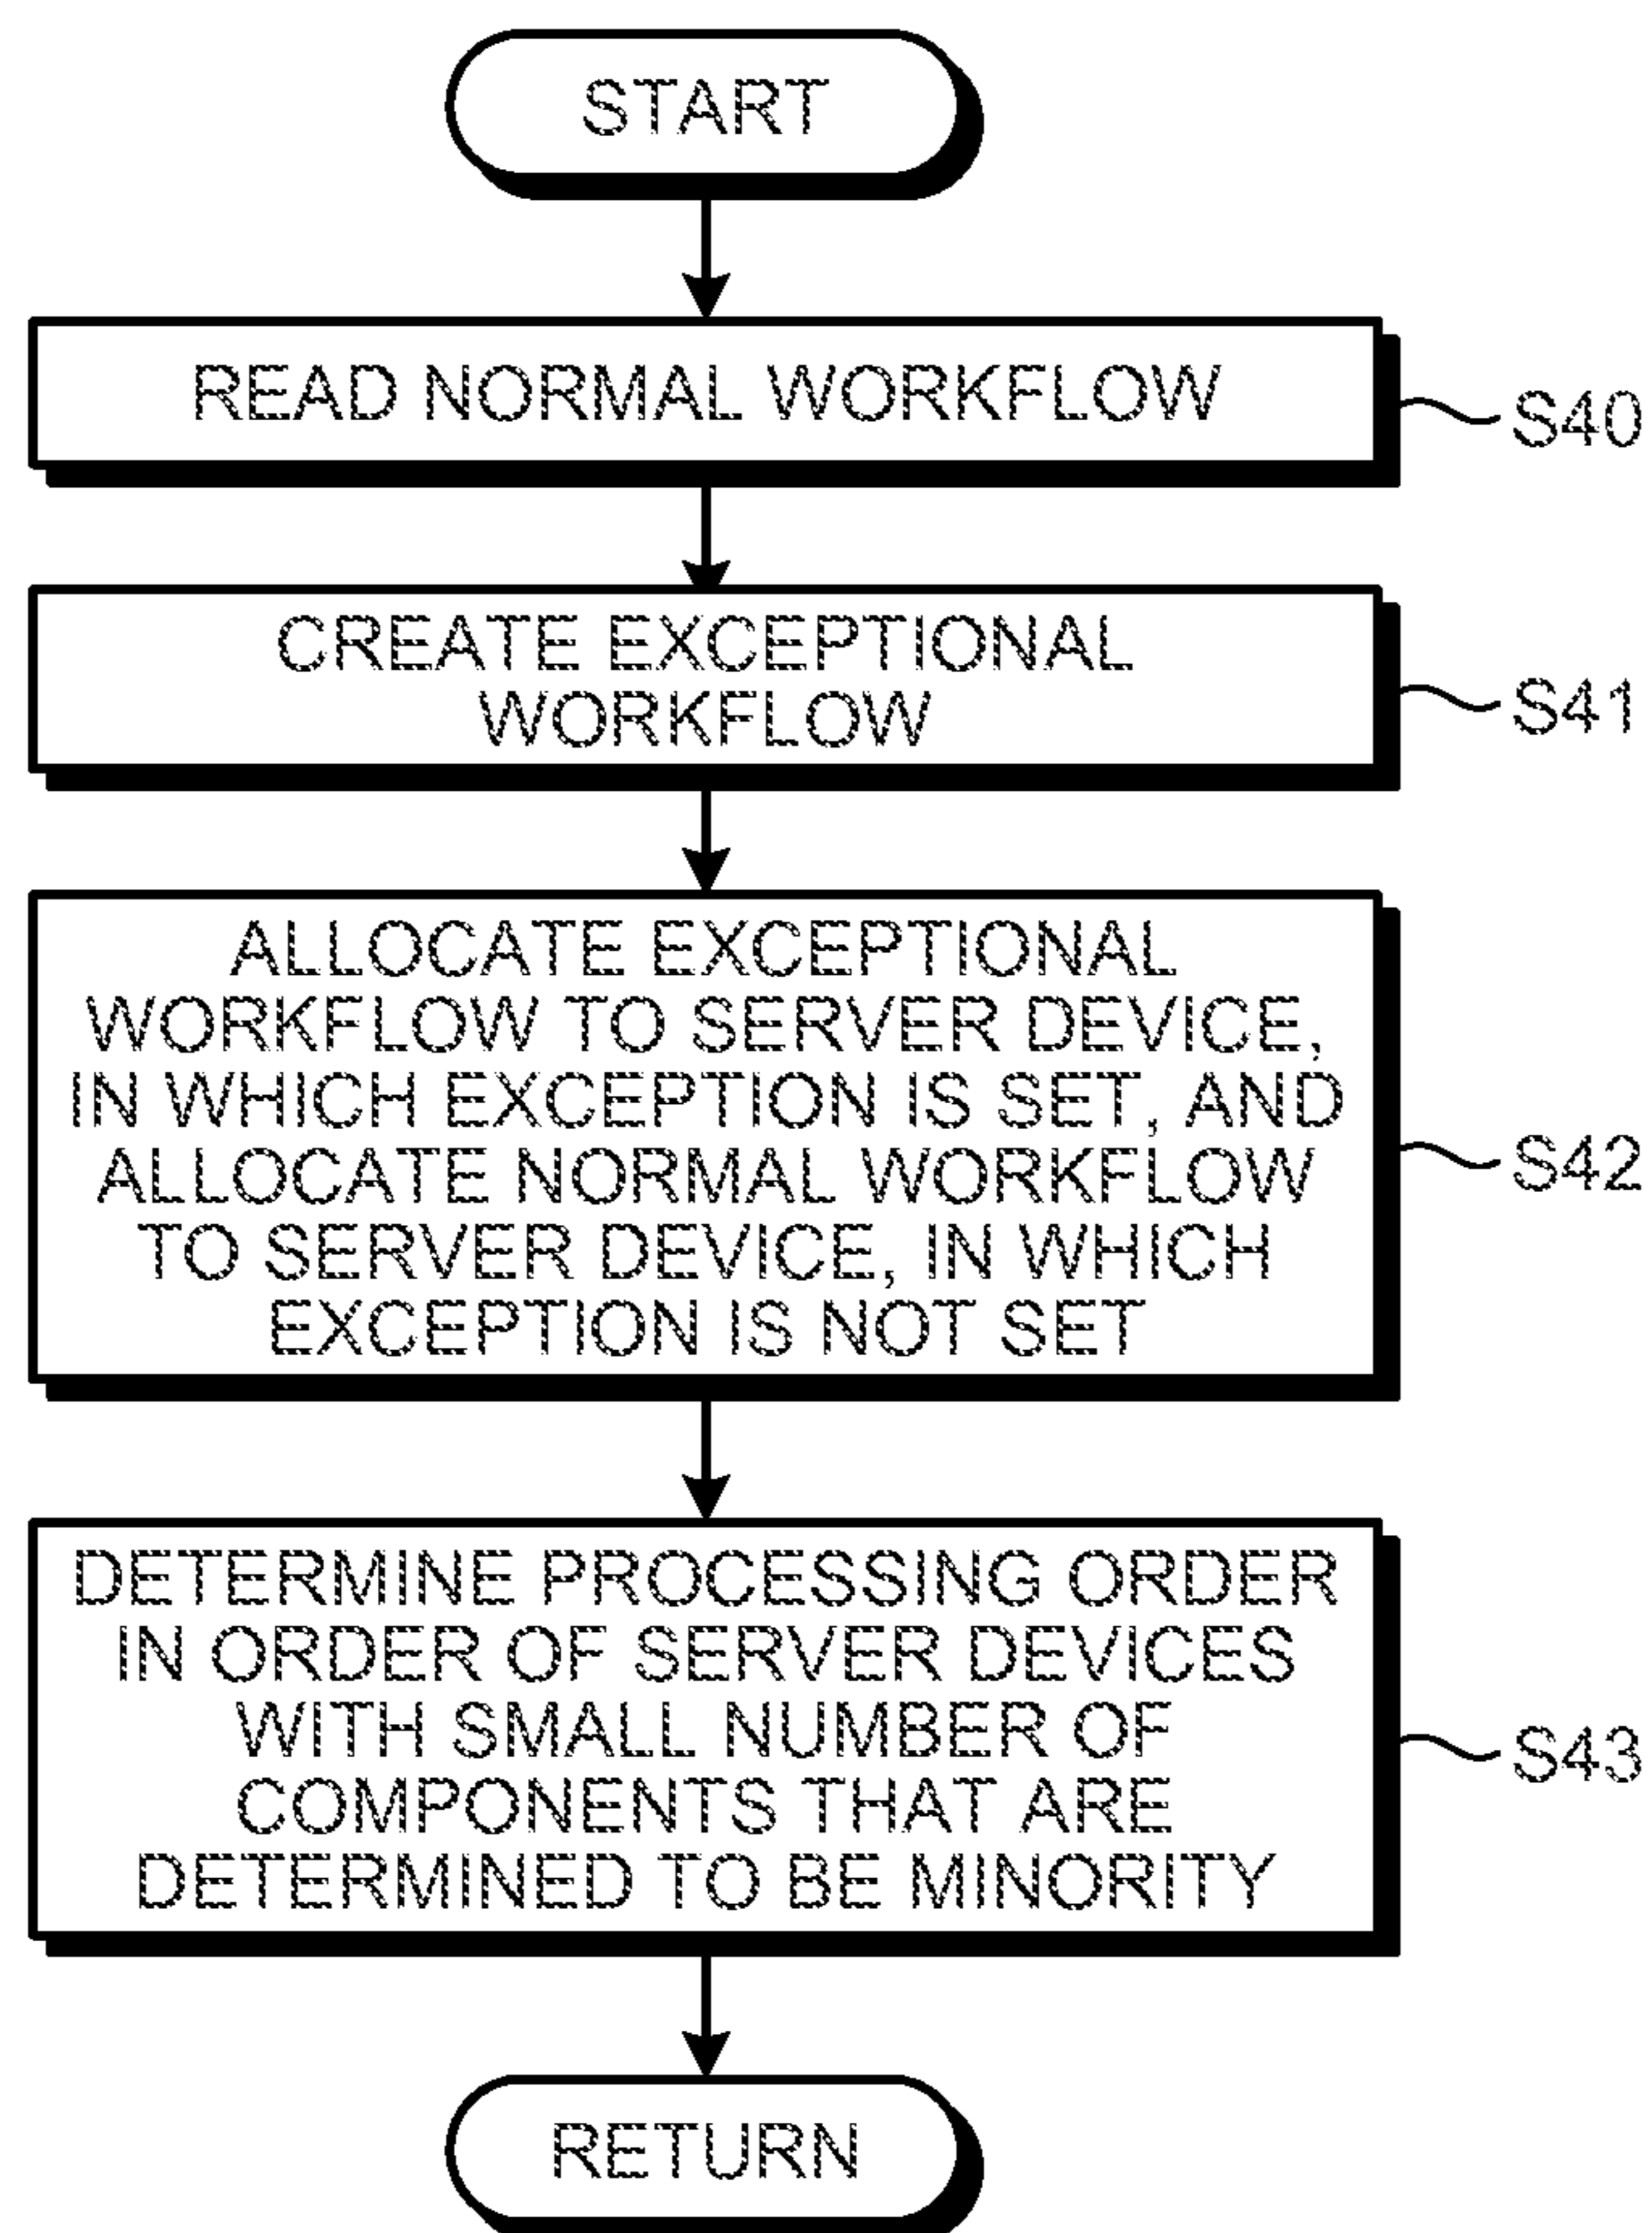 START
READ NORMAL WORKFLOW
S40
CREATE EXCEPTIONAL
WORKFLOW
S41
ALLOCATE EXCEPTIONAL
WORKFLOW TO SERVER DEVICE,
IN WHICH EXCEPTION IS SET, AND
ALLOCATE NORMAL WORKFLOW
TO SERVER DEVICE, IN WHICH
EXCEPTION IS NOT SET
S42
DETERMINE PROCESSING ORDER
IN ORDER OF SERVER DEVICES
WITH SMALL NUMBER OF
COMPONENTS THAT ARE
DETERMINED TO BE MINORITY
S43
RETURN